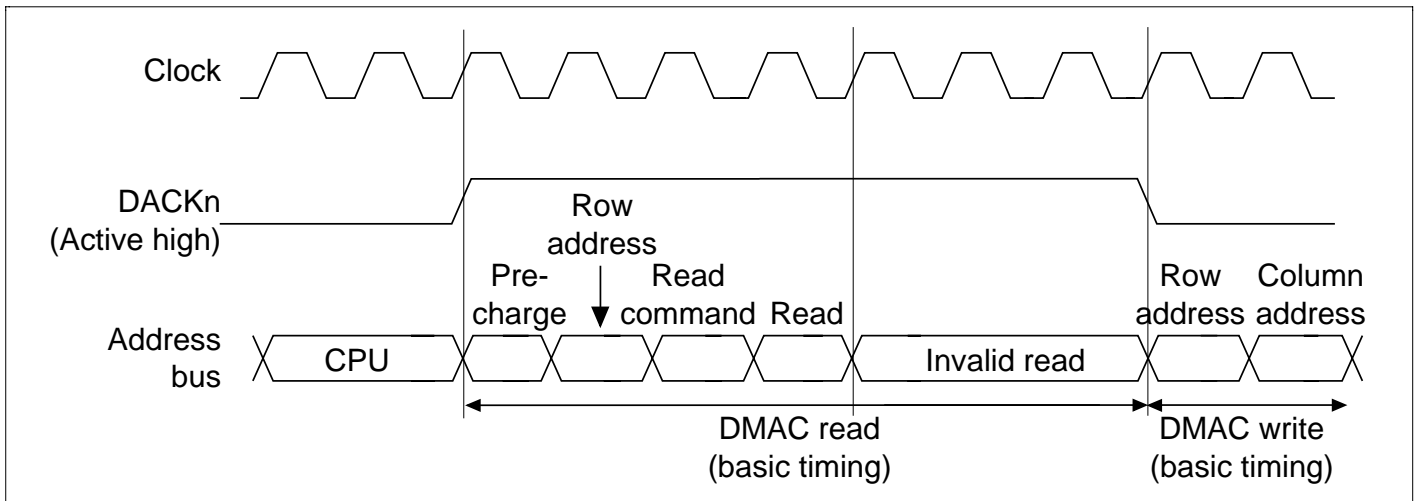 Clock
DACKn
(Active high)
Row
address
Pre-
charge
Read
command
Read
Row
address
Column
address
Address
bus
CPU
Invalid read
DMAC read
(basic timing)
DMAC write
(basic timing)